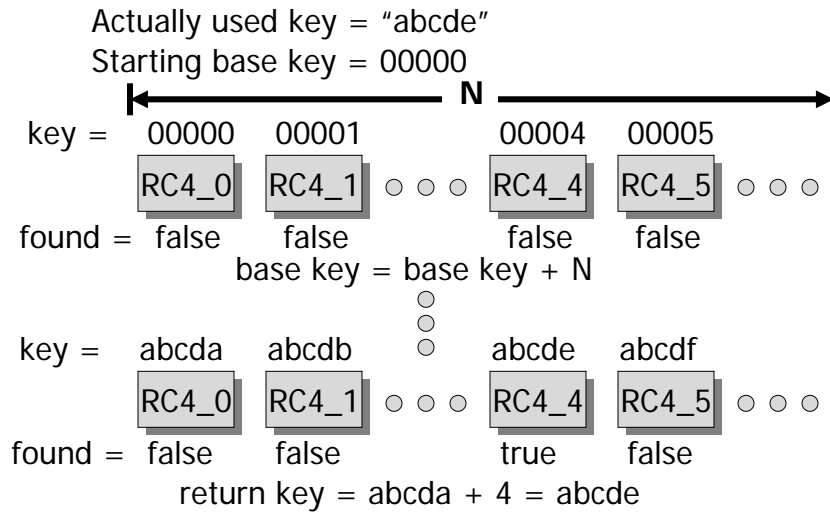 Actually used key = “abcde”
Starting base key = 00000
N
key = 00000 00001 00004 00005
RC4_0 RC4_1 RC4_4 RC4_5
found = false false false false
base key = base key + N
key = abcda abcdb abcde abcdf
RC4_0 RC4_1 RC4_4 RC4_5
found = false false true false
return key = abcda + 4 = abcde